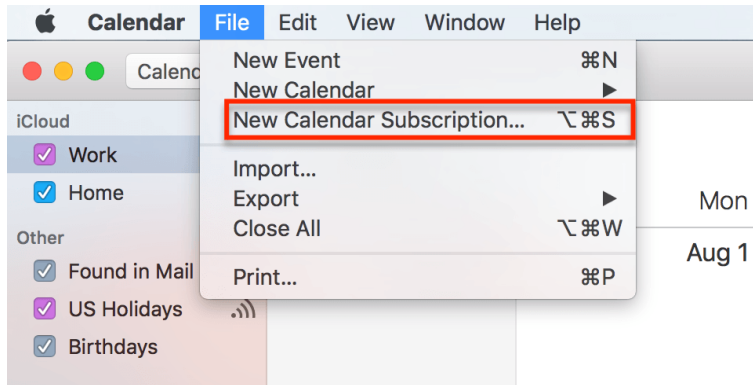 Calendar File Edit View Window Help
Calend
New Event ⌘N
New Calendar ▶
New Calendar Subscription... ⌥⌘S
Import...
Export ▶
Close All ⌥⌘W
Print... ⌘P
iCloud
Work
Home
Other
Found in Mail
US Holidays
Birthdays
Mon
Aug 1